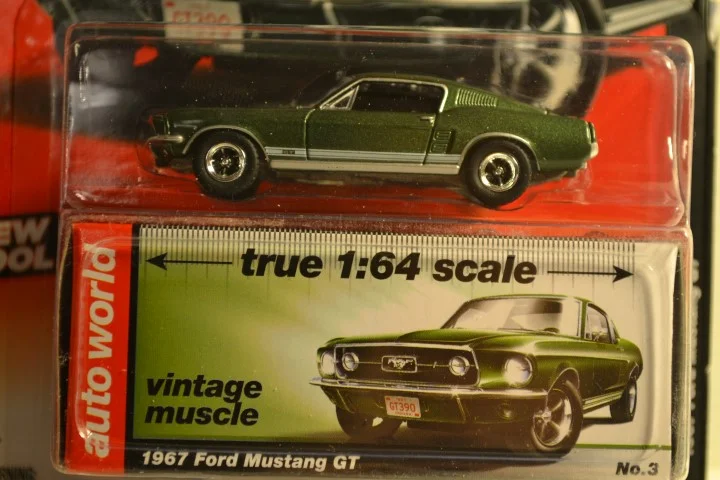 EW
OOL
true 1:64 scale
auto world
vintage
muscle
GT390
1967 Ford Mustang GT
No.3